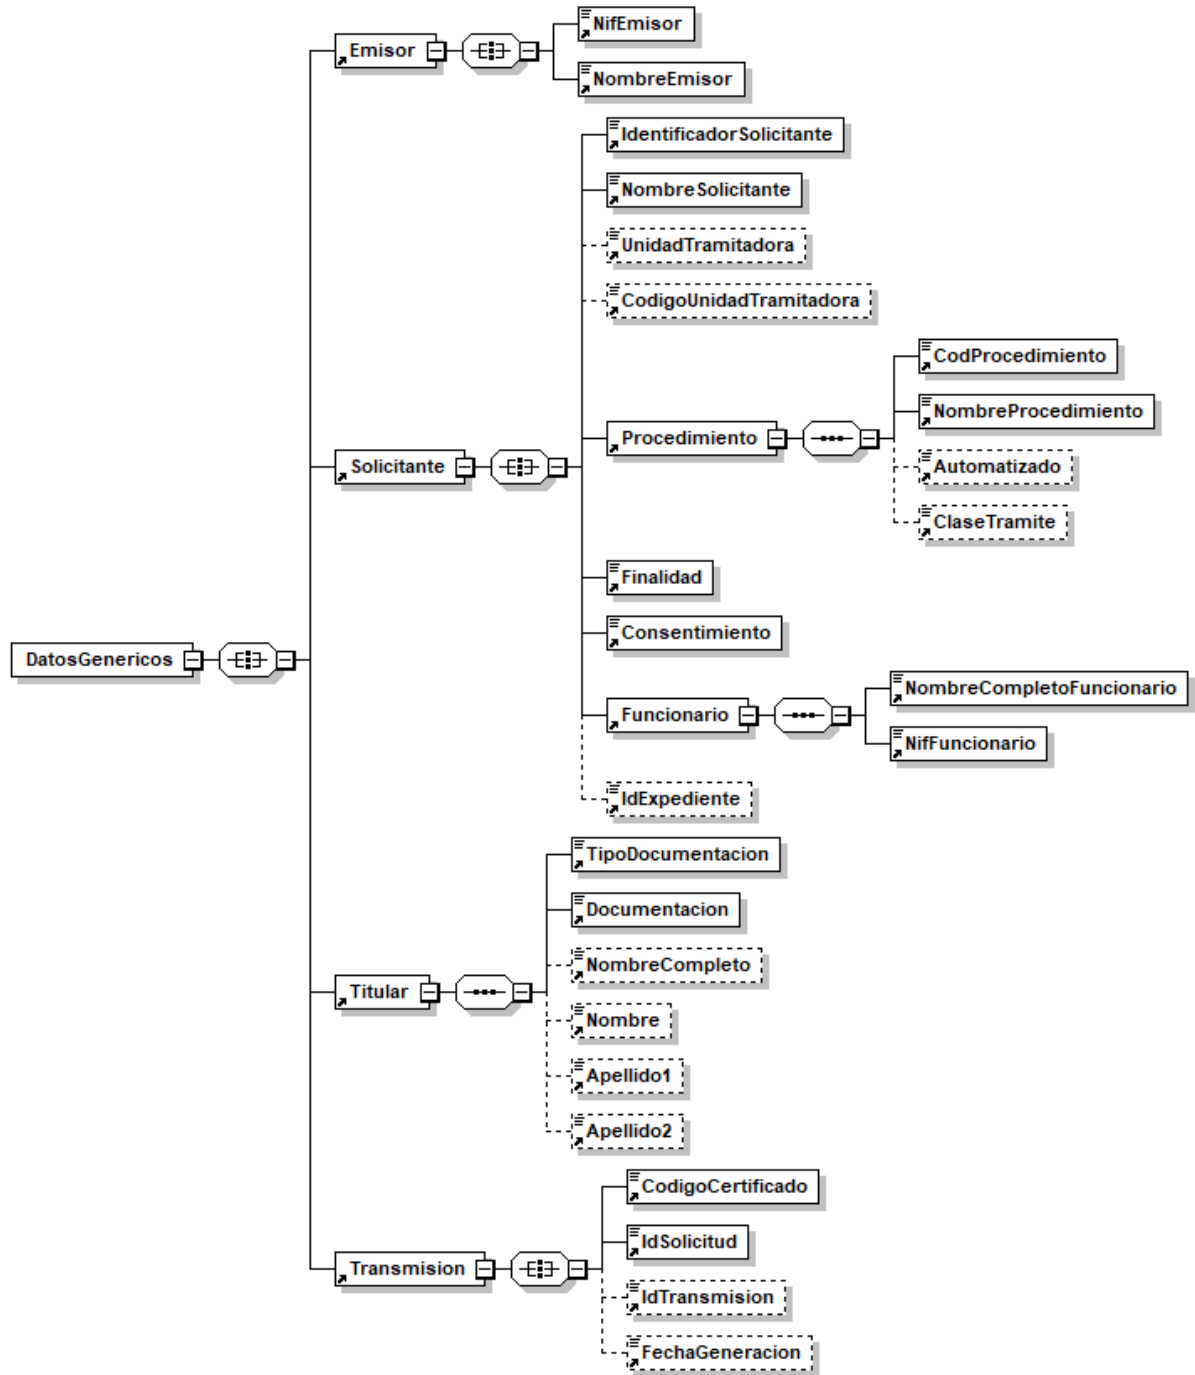 Emisor
NifEmisor
NombreEmisor
IdentificadorSolicitante
NombreSolicitante
UnidadTramitadora
CodigoUnidadTramitadora
CodProcedimiento
NombreProcedimiento
Procedimiento
Automatizado
Solicitante
ClaseTramite
Finalidad
Consentimiento
DatosGenericos
NombreCompletoFuncionario
Funcionario
NifFuncionario
IdExpediente
TipoDocumentacion
Documentacion
NombreCompleto
Titular
Nombre
Apellido1
Apellido2
CodigoCertificado
IdSolicitud
Transmision
IdTransmision
FechaGeneracion